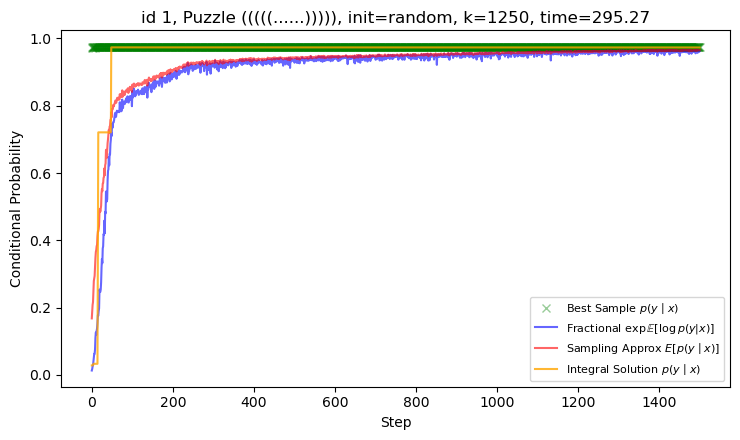 id 1, Puzzle (((((......))))), init=random, k=1250, time=295.27
Conditional Probability
1.0
0.8
0.6
0.4
0.2
0.0
Best Sample p(y | x)
Fractional exp𝔼[log p(y|x)]
Sampling Approx E[p(y | x)]
Integral Solution p(y | x)
0 200 400 600 800 1000 1200 1400
Step